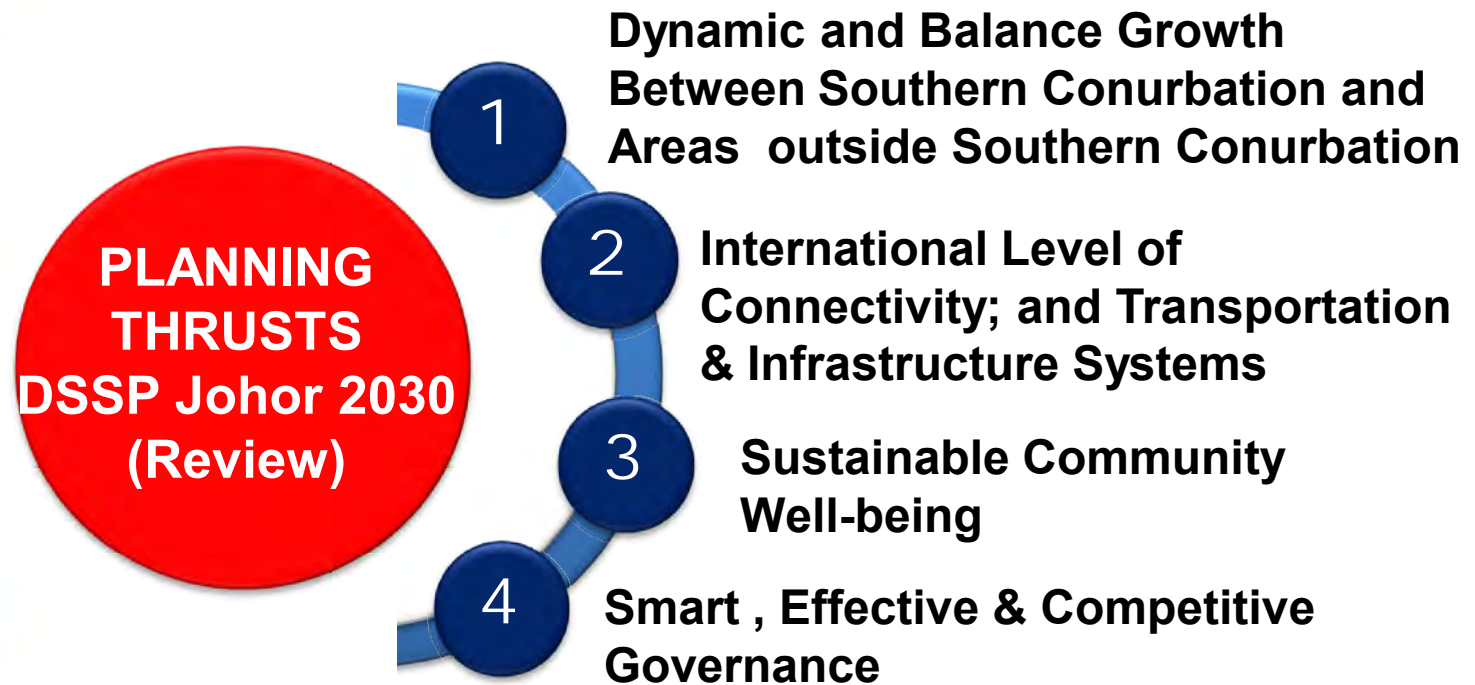 PLANNING
THRUSTS
DSSP Johor 2030
(Review)
1
Dynamic and Balance Growth
Between Southern Conurbation and
Areas  outside Southern Conurbation
2
International Level of
Connectivity; and Transportation
& Infrastructure Systems
3
Sustainable Community
Well-being
4
Smart , Effective & Competitive
Governance